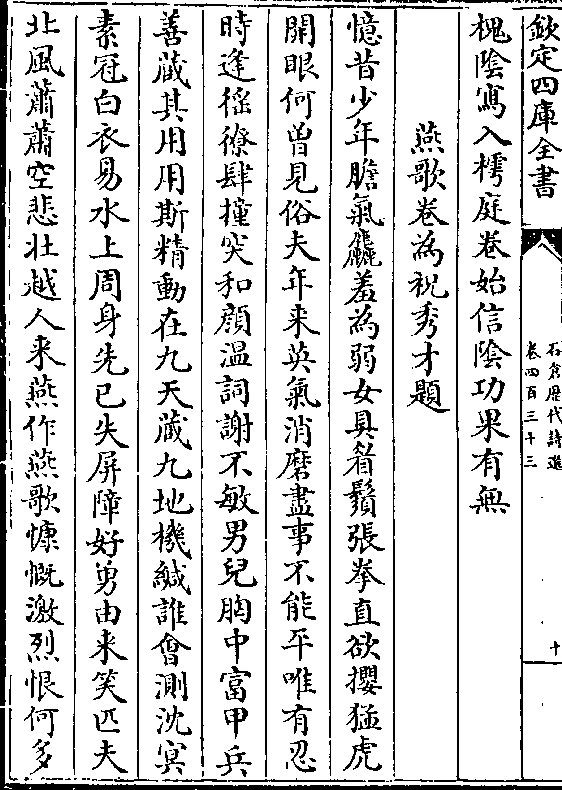 欽定四庫全書
石倉歷代詩選
卷四百三十三
十
槐陰寫入樗庭卷始信陰功果有無
燕歌卷為祝秀才題
憶昔少年膽氣麤羞為弱女具䰅鬚張拳直欲攖猛虎
開眼何曾見俗夫年来英氣消磨盡事不能平唯有忍
時逢徭獠肆撞突和顔溫詞謝不敏男兒胸中富甲兵
善藏其用用斯精動在九天藏九地機緘誰會測沈㝠
素冠白衣易水上周身先已失屏障好勇由来笑匹夫
北風蕭蕭空悲壯越人来燕作燕歌慷慨激烈恨何多